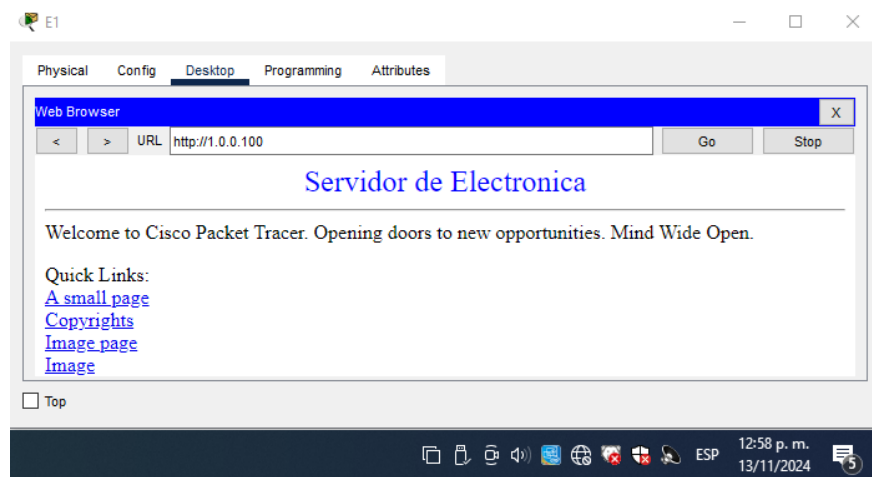 E1
Physical Config Desktop Programming Attributes
Web Browser X
< > URL http://1.0.0.100 Go Stop
Servidor de Electronica
Welcome to Cisco Packet Tracer. Opening doors to new opportunities. Mind Wide Open.
Quick Links:
A small page
Copyrights
Image page
Image
Top
ESP 12:58 p. m.
13/11/2024 5